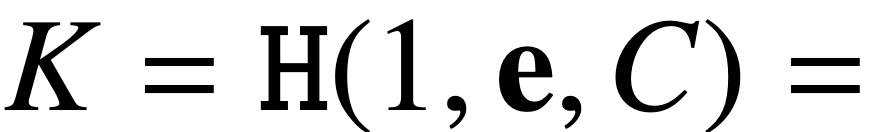 K = H(1, e, C) =